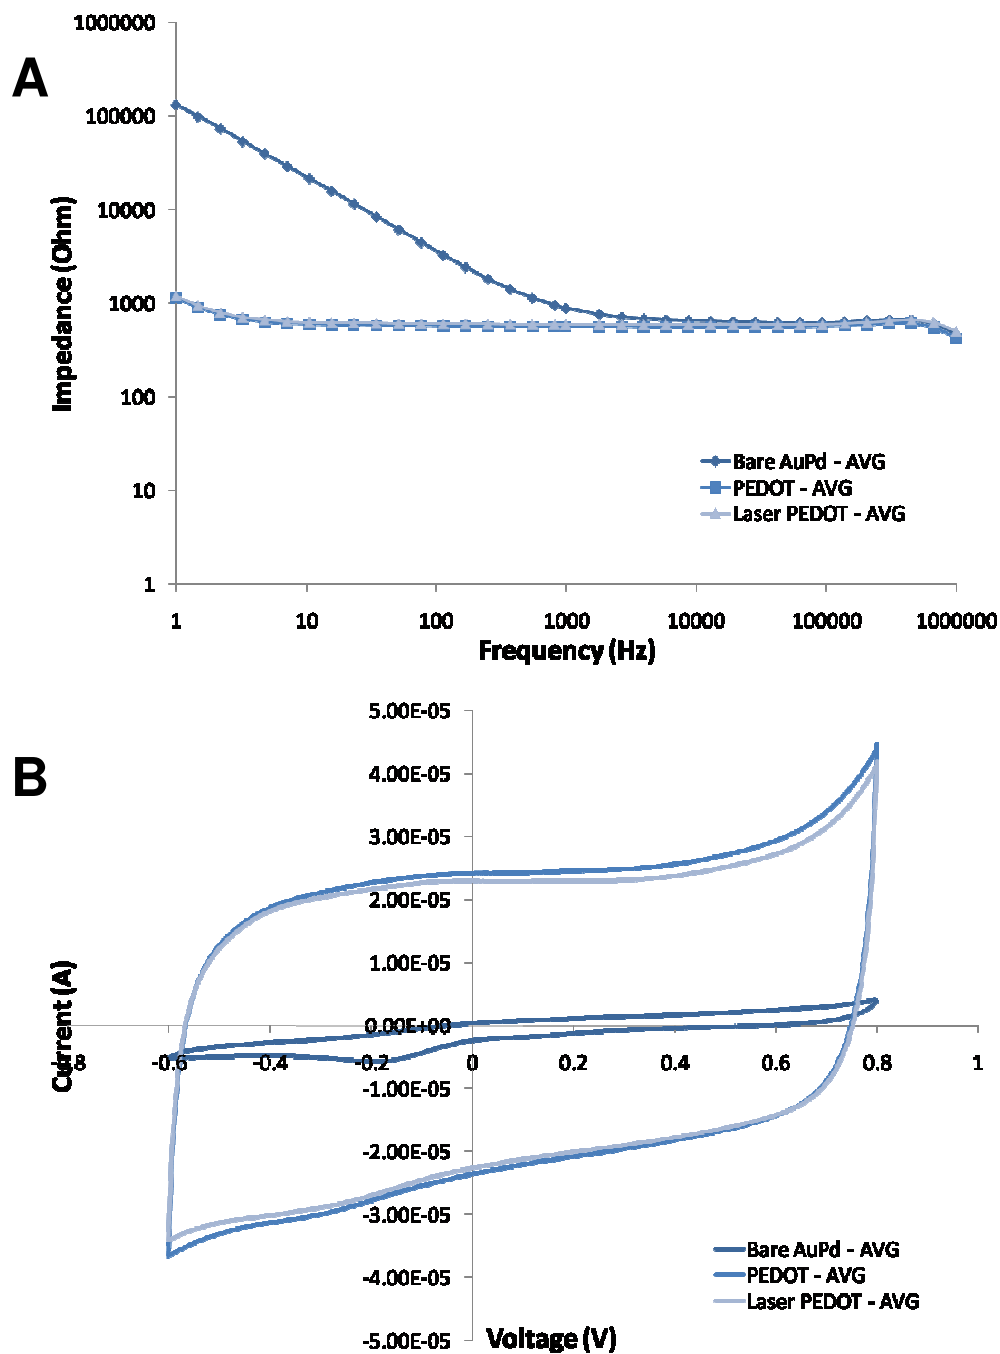 A
1000000
100000
10000
1000
100
10
1
Impedance (Ohm)
Bare AuPd - AVG
PEDOT - AVG
Laser PEDOT - AVG
1 10 100 1000 10000 100000 1000000
Frequency (Hz)
B
5.00E-05
4.00E-05
3.00E-05
2.00E-05
1.00E-05
0.00E+00
-1.00E-05
-2.00E-05
-3.00E-05
-4.00E-05
-5.00E-05
Current (A)
-0.8 -0.6 -0.4 -0.2 0 0.2 0.4 0.6 0.8 1
Bare AuPd - AVG
PEDOT - AVG
Laser PEDOT - AVG
Voltage (V)